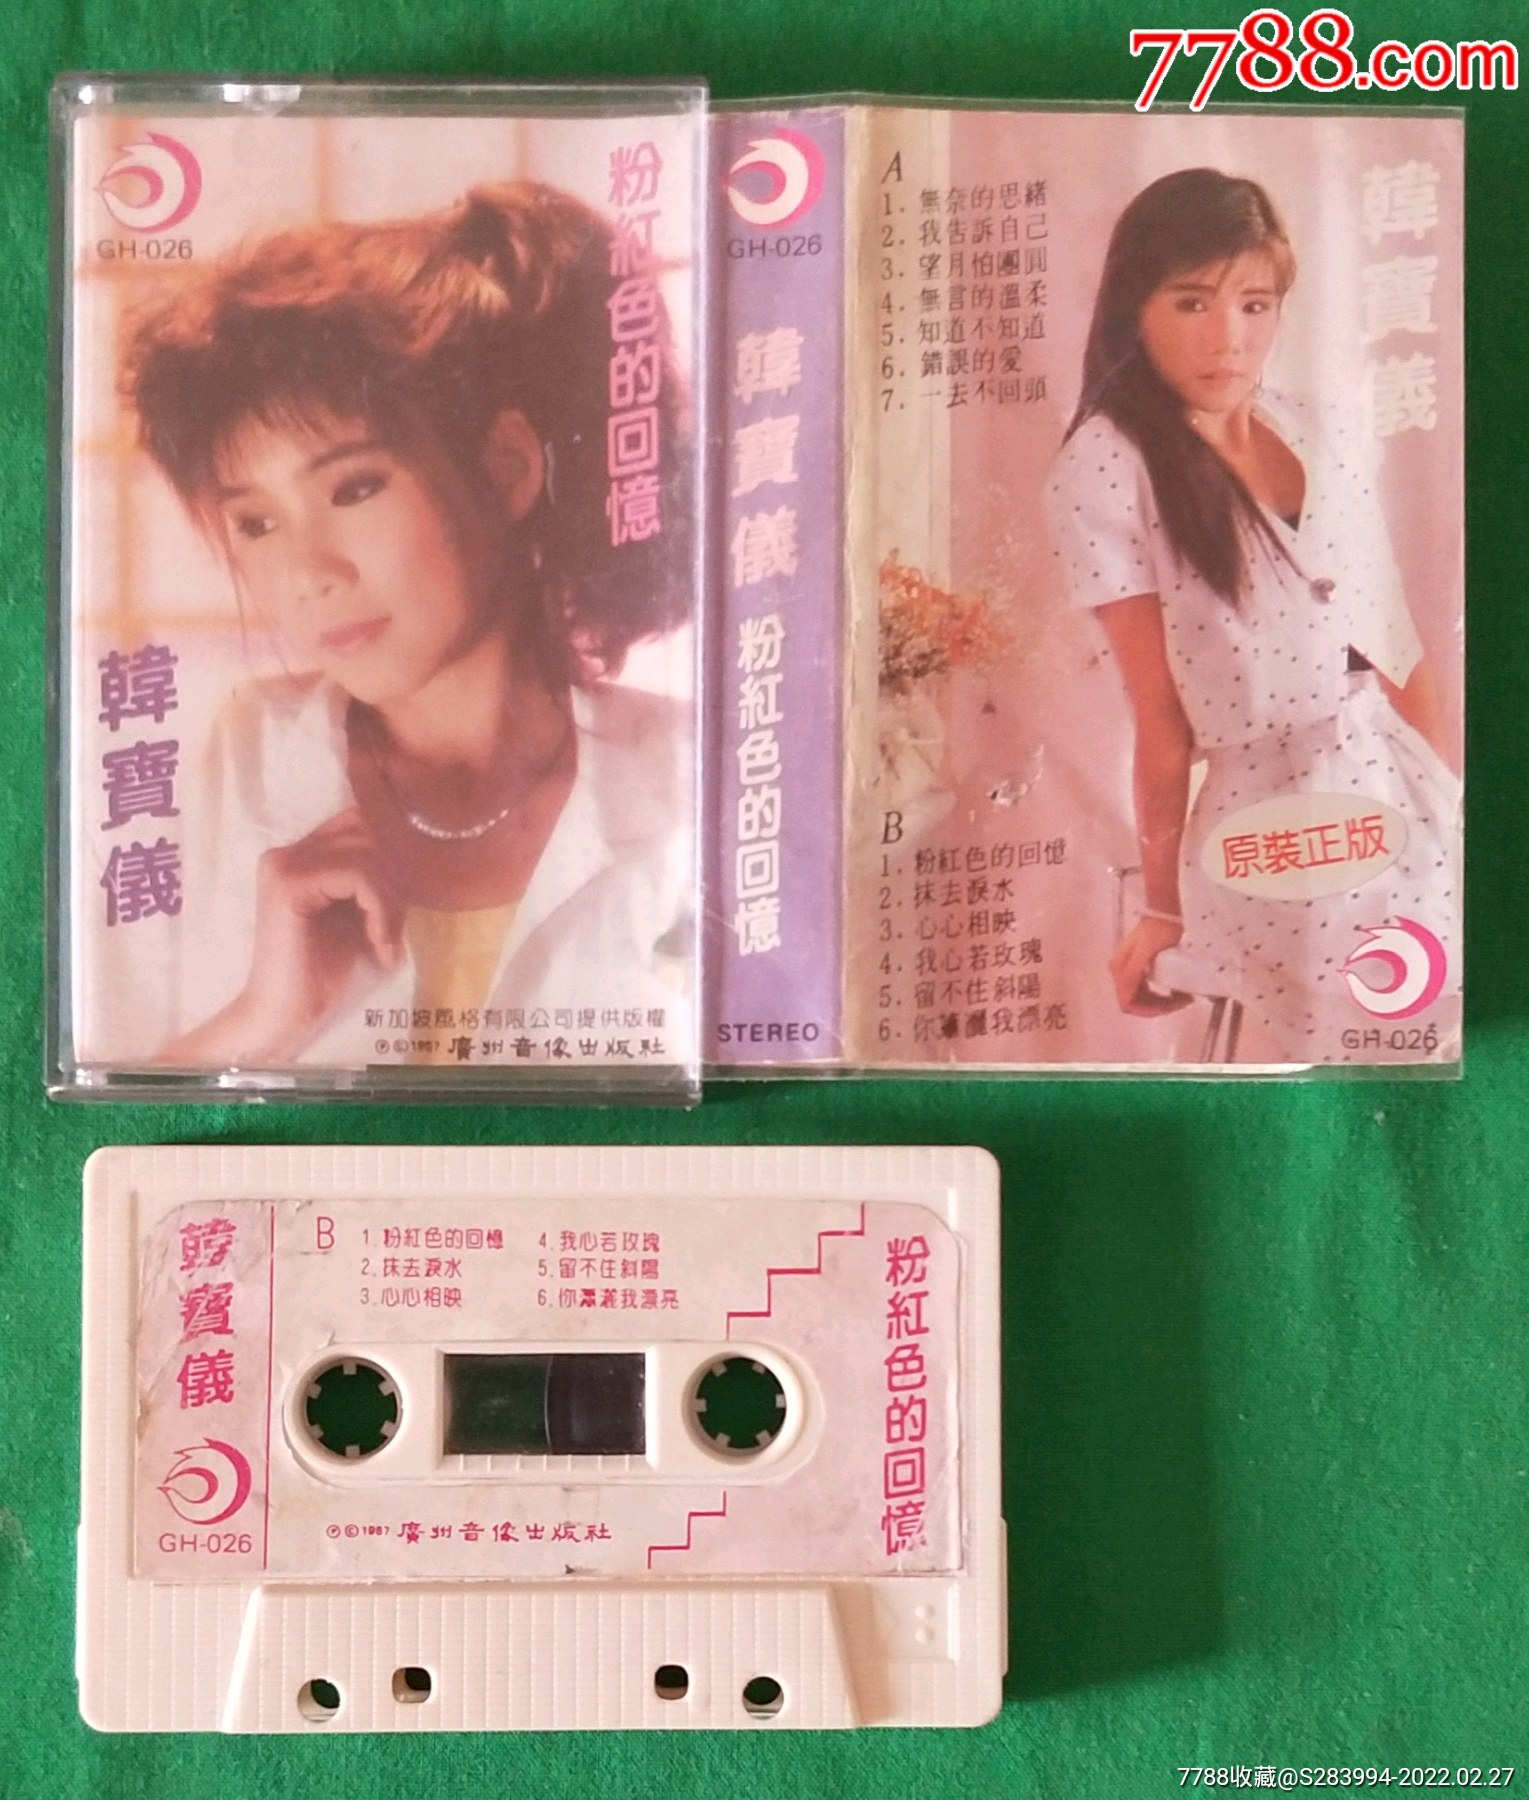 7788.com
GH-026
粉紅色的回憶
韓寶儀
新加坡風格有限公司提供版權
Ⓟ©1987 廣州音像出版社
GH-026
韓寶儀
粉紅色的回憶
STEREO
A
1. 無奈的思緒
2. 我告訴自己
3. 望月怕團圓
4. 無言的溫柔
5. 知道不知道
6. 錯誤的愛
7. 一去不回頭
韓寶儀
B
1. 粉紅色的回憶
2. 抹去淚水
3. 心心相映
4. 我心若玫瑰
5. 留不住斜陽
6. 你瀟灑我漂亮
原裝正版
GH-026
韓寶儀
GH-026
B
1. 粉紅色的回憶
2. 抹去淚水
3. 心心相映
4. 我心若玫瑰
5. 留不住斜陽
6. 你瀟灑我漂亮
Ⓟ©1987 廣州音像出版社
粉紅色的回憶
7788收藏@S283994-2022.02.27